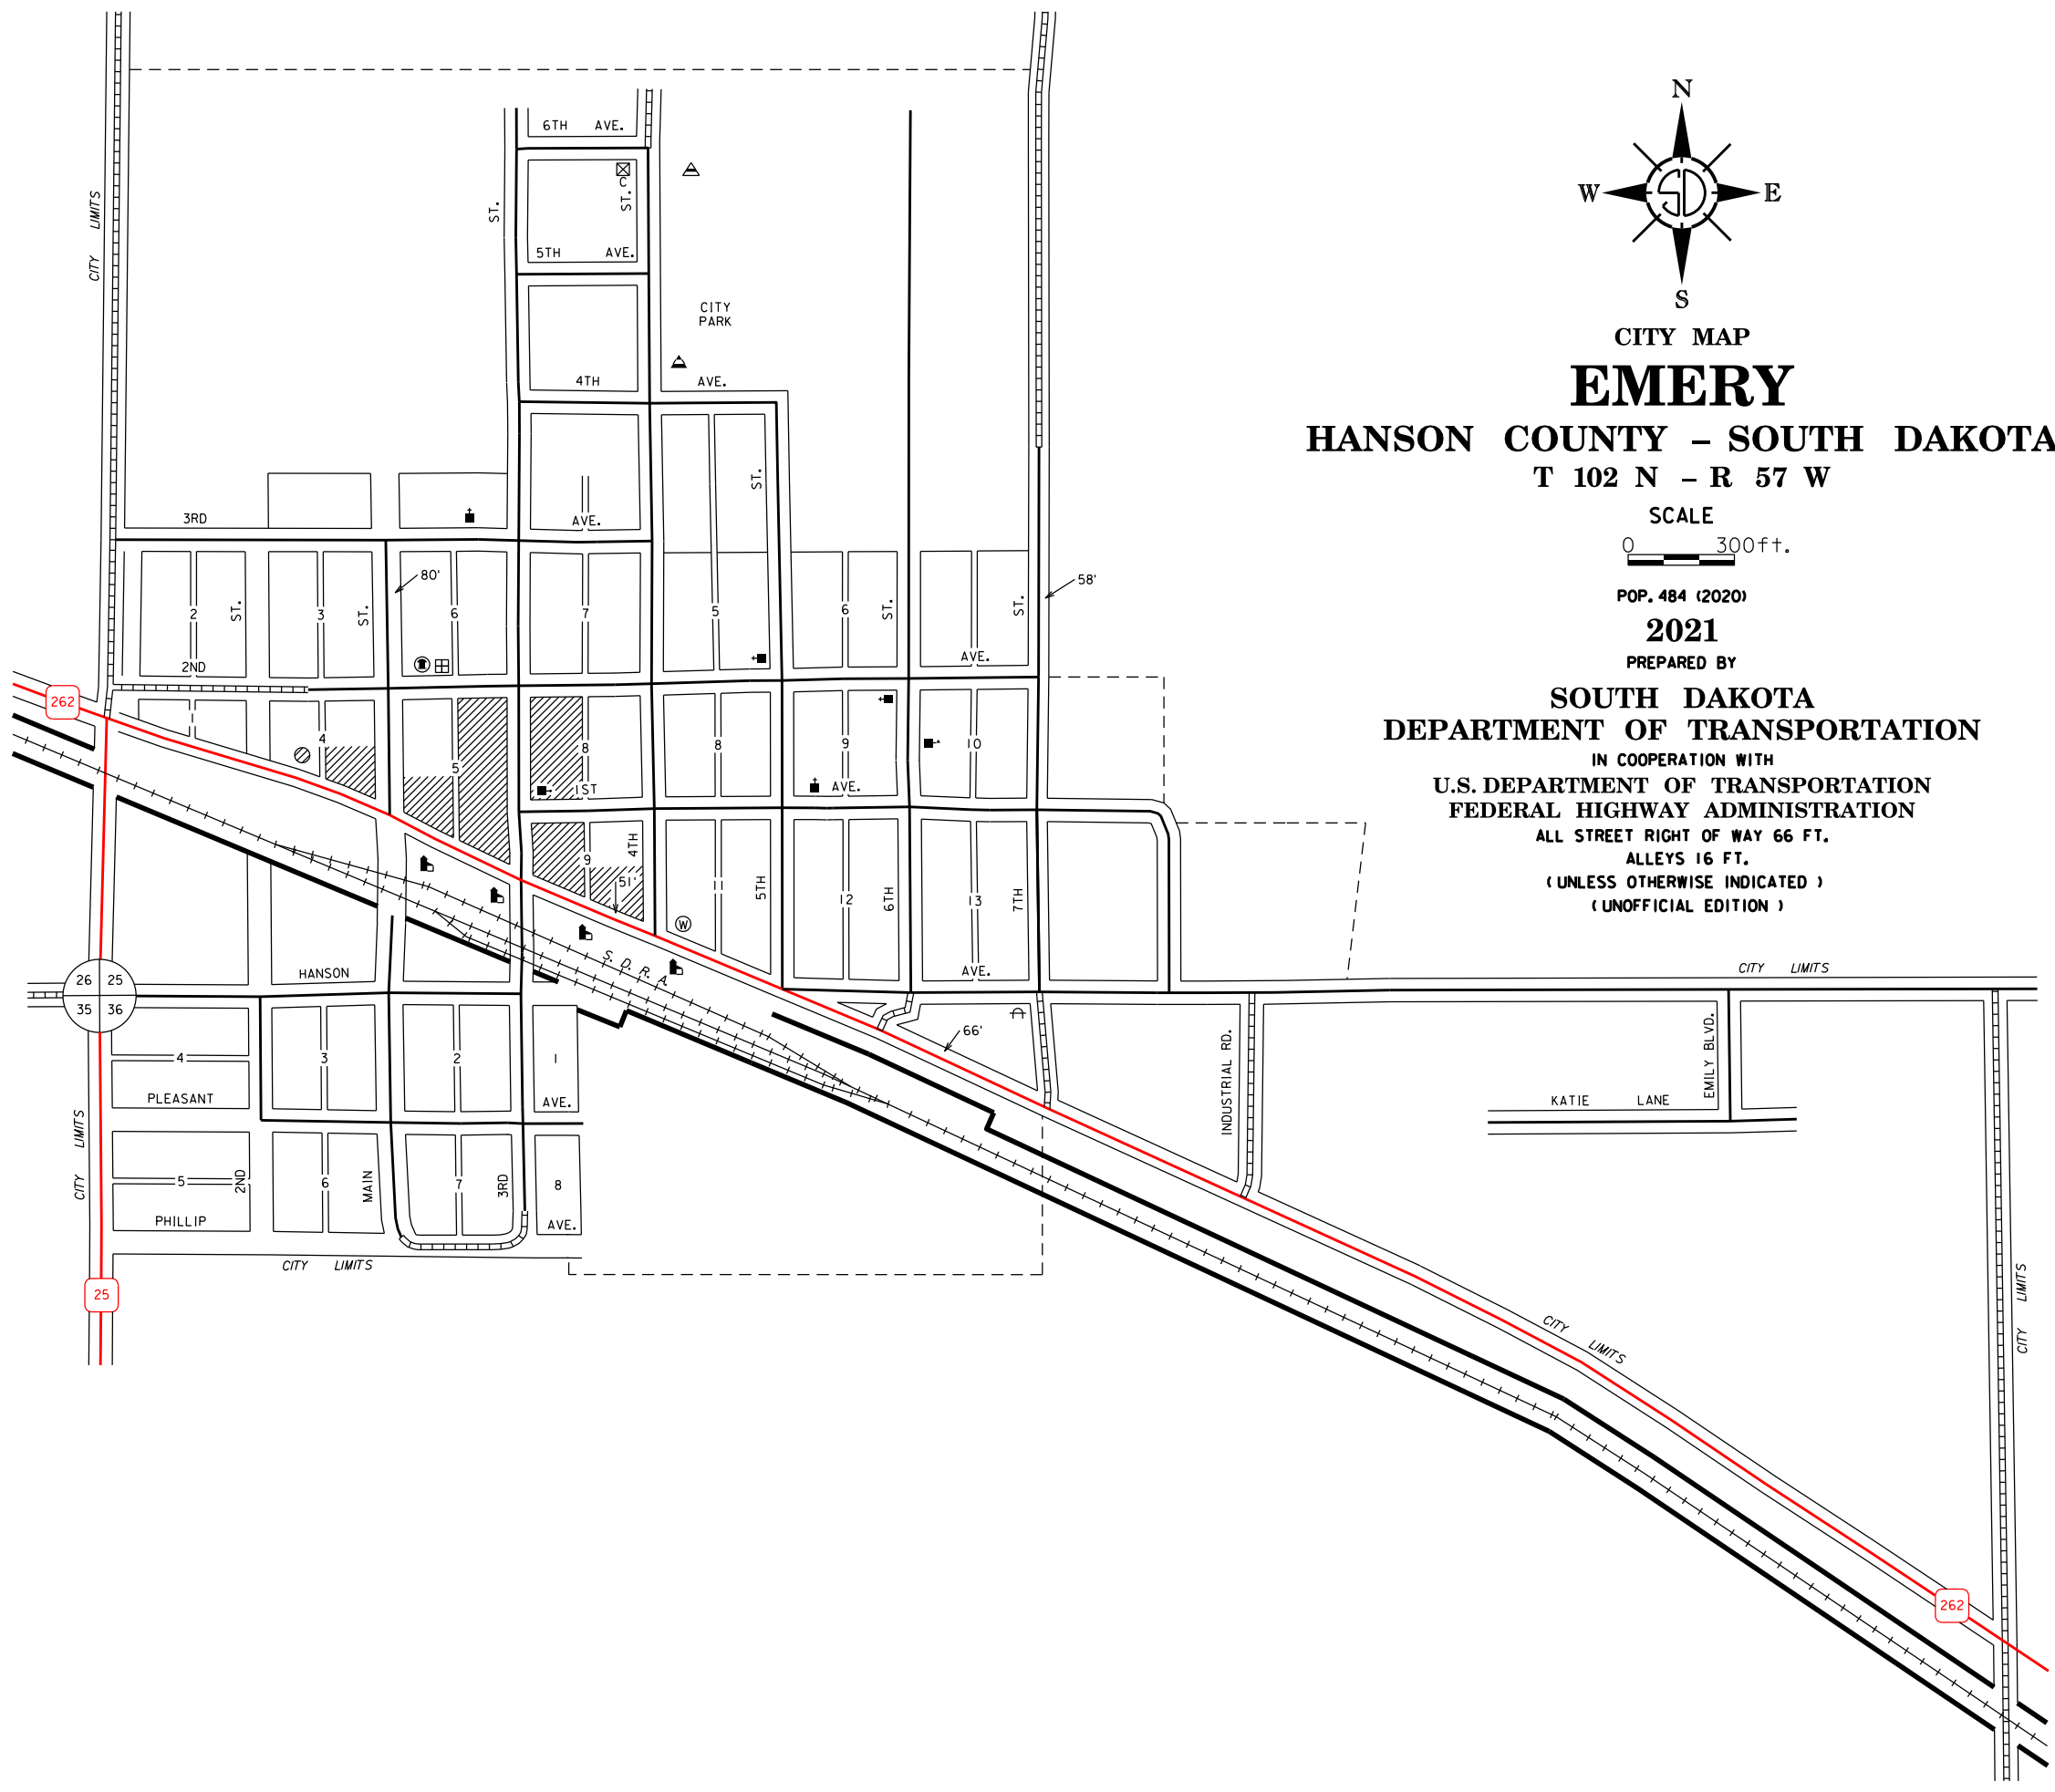 N
W E
S
CITY MAP
EMERY
HANSON COUNTY – SOUTH DAKOTA
T 102 N – R 57 W
SCALE
0 300ft.
POP. 484 (2020)
2021
PREPARED BY
SOUTH DAKOTA
DEPARTMENT OF TRANSPORTATION
IN COOPERATION WITH
U.S. DEPARTMENT OF TRANSPORTATION
FEDERAL HIGHWAY ADMINISTRATION
ALL STREET RIGHT OF WAY 66 FT.
ALLEYS 16 FT.
( UNLESS OTHERWISE INDICATED )
( UNOFFICIAL EDITION )
6TH AVE.
C
ST.
ST.
CITY LIMITS
5TH AVE.
CITY
PARK
4TH AVE.
ST.
3RD AVE.
80'
58'
2 ST. 3 ST. 6 7 5 6 ST. ST.
2ND AVE.
262
1 4 5 8 8 9 10
1ST AVE.
4TH
9
51'
11 5TH 12 6TH 13 7TH
W
S. D. R. A.
HANSON AVE.
CITY LIMITS
26 25
35 36
66'
4 3 2 1
PLEASANT AVE.
INDUSTRIAL RD.
EMILY BLVD.
KATIE LANE
CITY LIMITS
5 2ND 6 MAIN 7 3RD 8
PHILLIP AVE.
CITY LIMITS
25
CITY LIMITS
CITY LIMITS
262